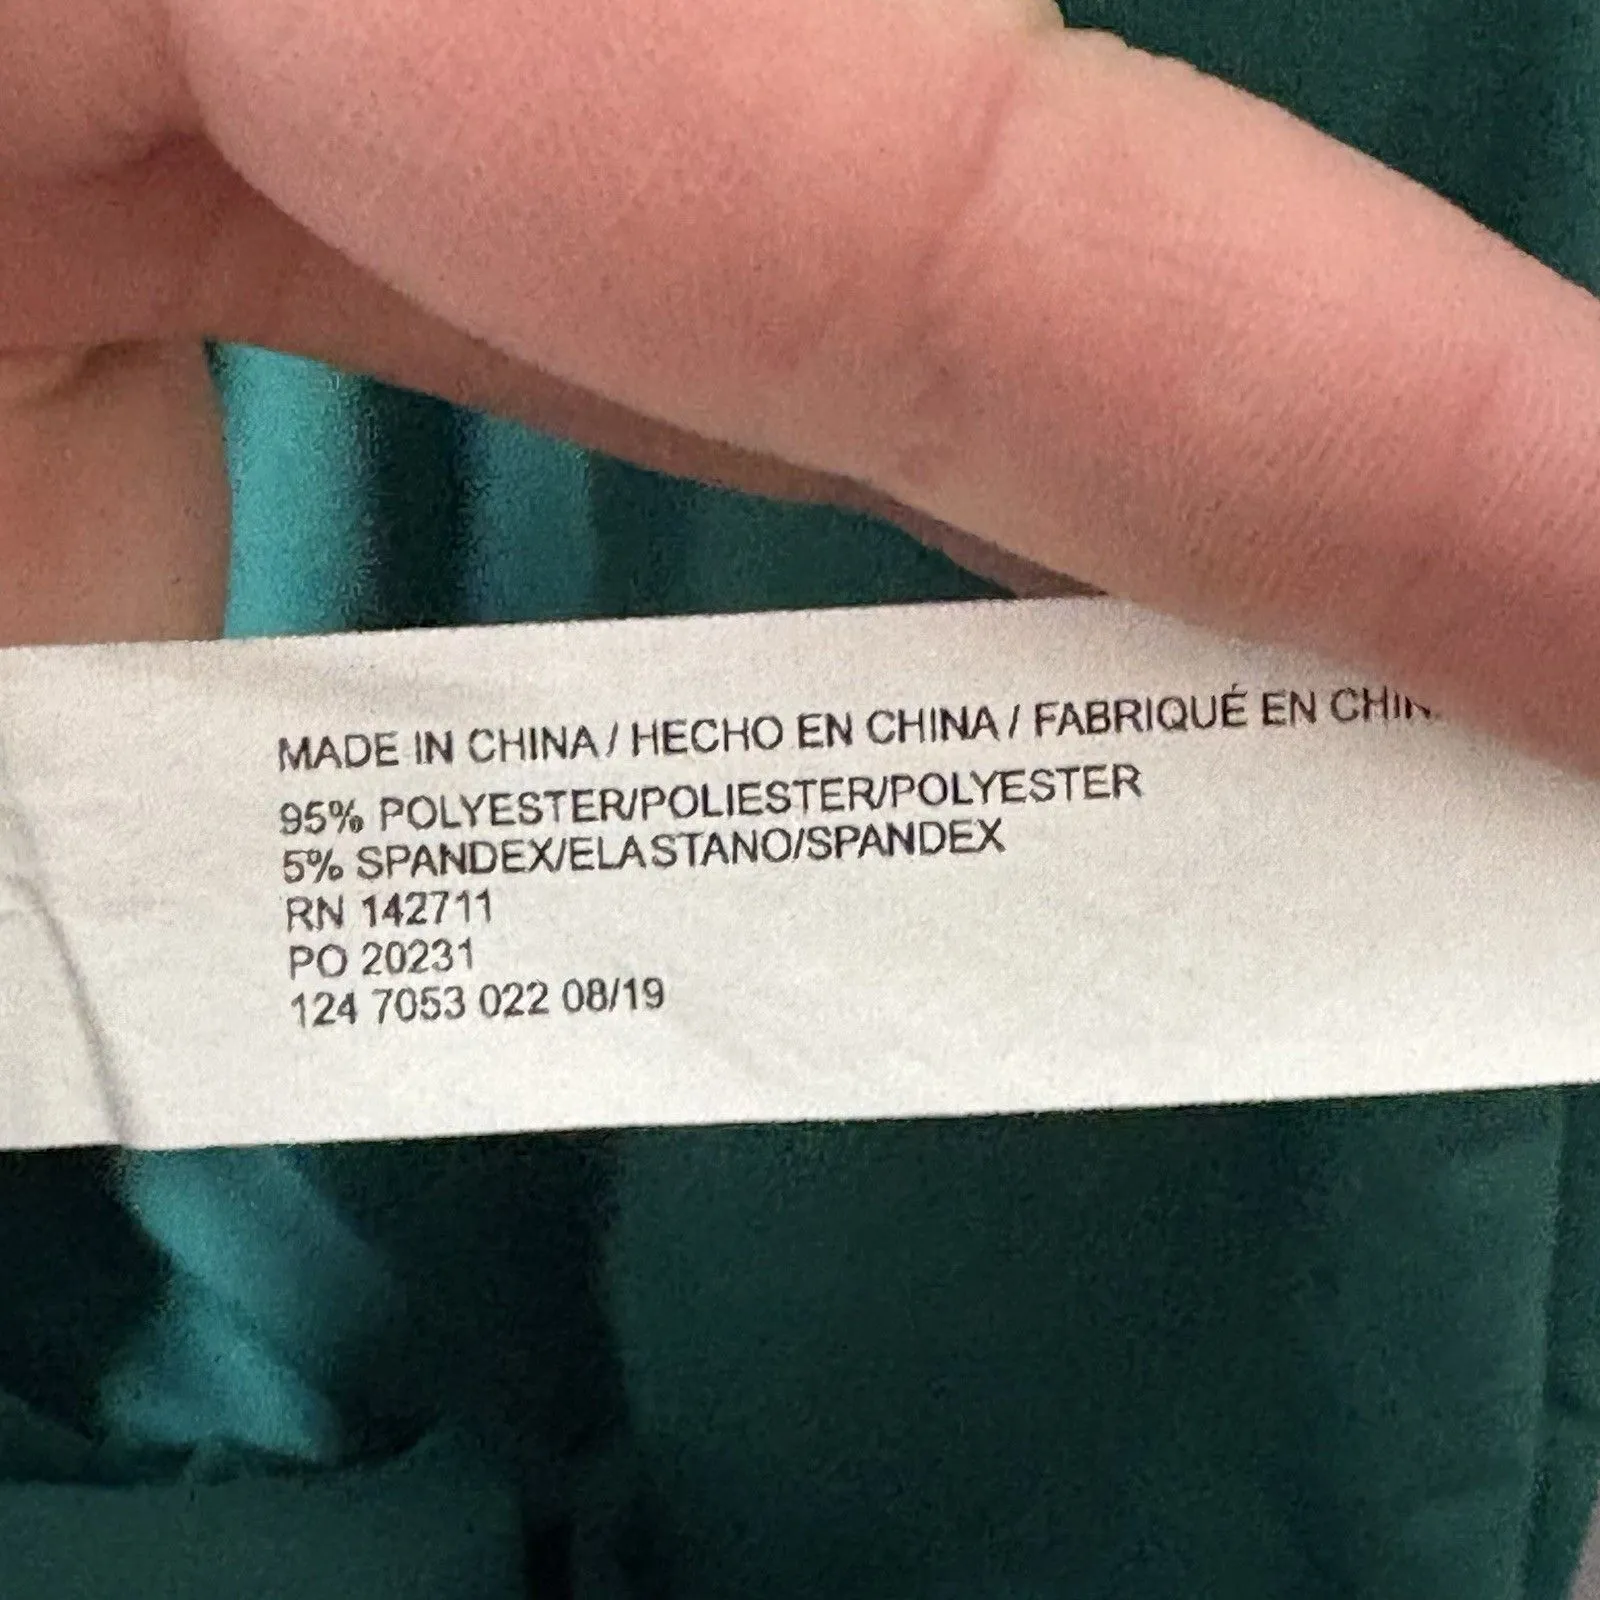 MADE IN CHINA / HECHO EN CHINA / FABRIQUÉ EN
95% POLYESTER/POLIESTER/POLYESTER
5% SPANDEX/ELASTANO/SPANDEX
RN 142711
PO 20231
124 7053 022 08/19